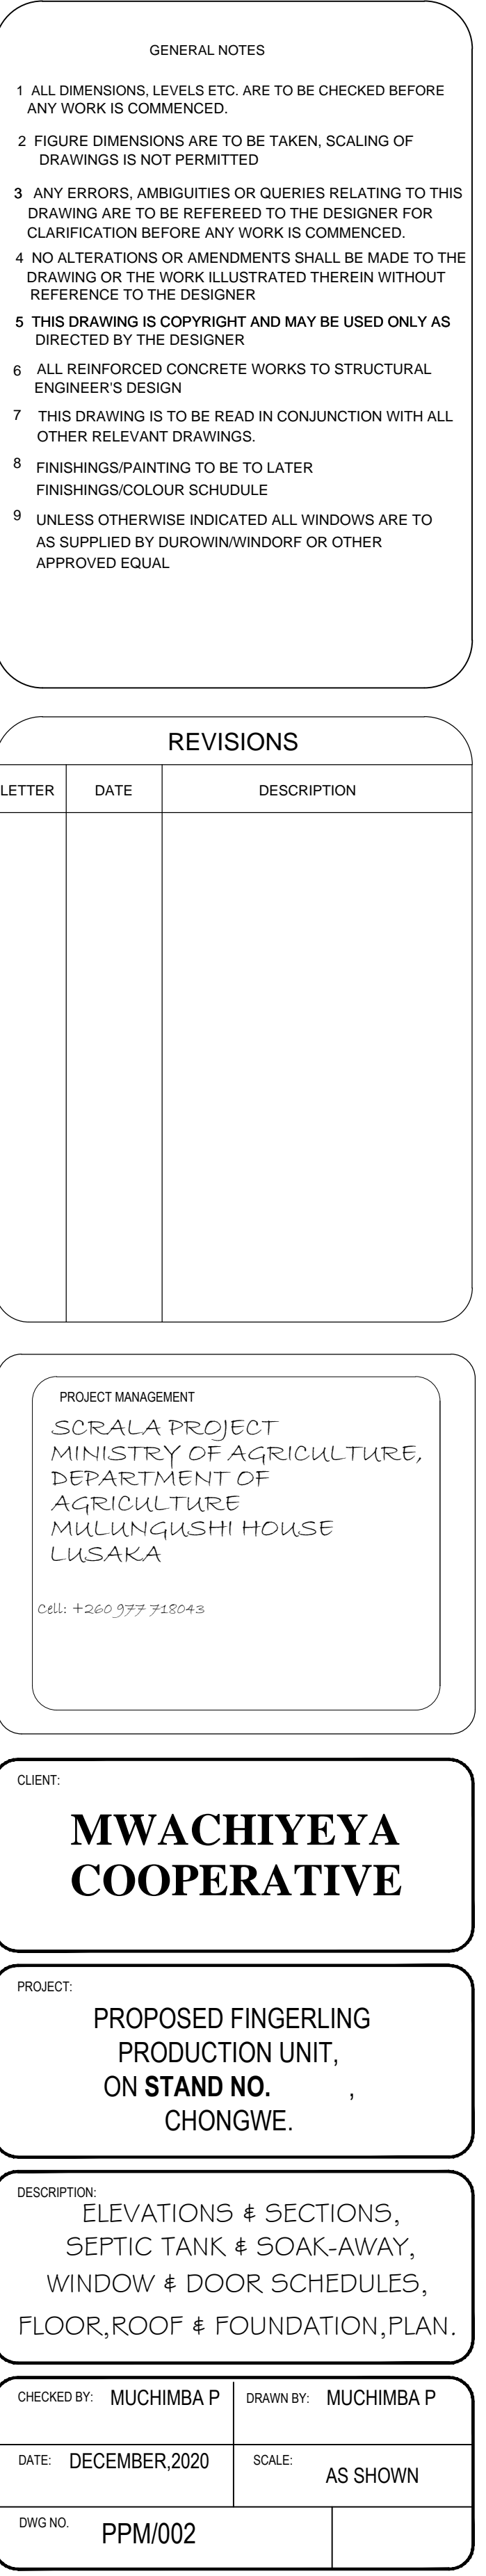 GENERAL NOTES
1 ALL DIMENSIONS, LEVELS ETC. ARE TO BE CHECKED BEFORE
ANY WORK IS COMMENCED.
2 FIGURE DIMENSIONS ARE TO BE TAKEN, SCALING OF
DRAWINGS IS NOT PERMITTED
3 ANY ERRORS, AMBIGUITIES OR QUERIES RELATING TO THIS
DRAWING ARE TO BE REFEREED TO THE DESIGNER FOR
CLARIFICATION BEFORE ANY WORK IS COMMENCED.
4 NO ALTERATIONS OR AMENDMENTS SHALL BE MADE TO THE
DRAWING OR THE WORK ILLUSTRATED THEREIN WITHOUT
REFERENCE TO THE DESIGNER
5 THIS DRAWING IS COPYRIGHT AND MAY BE USED ONLY AS
DIRECTED BY THE DESIGNER
6 ALL REINFORCED CONCRETE WORKS TO STRUCTURAL
ENGINEER'S DESIGN
7 THIS DRAWING IS TO BE READ IN CONJUNCTION WITH ALL
OTHER RELEVANT DRAWINGS.
8 FINISHINGS/PAINTING TO BE TO LATER
FINISHINGS/COLOUR SCHUDULE
9 UNLESS OTHERWISE INDICATED ALL WINDOWS ARE TO
AS SUPPLIED BY DUROWIN/WINDORF OR OTHER
APPROVED EQUAL
REVISIONS
LETTER DATE DESCRIPTION
PROJECT MANAGEMENT
SCRALA PROJECT
MINISTRY OF AGRICULTURE,
DEPARTMENT OF
AGRICULTURE
MULUNGUSHI HOUSE
LUSAKA
Cell: +260 977 718043
CLIENT:
MWACHIYEYA
COOPERATIVE
PROJECT:
PROPOSED FINGERLING
PRODUCTION UNIT,
ON STAND NO. ,
CHONGWE.
DESCRIPTION:
ELEVATIONS & SECTIONS,
SEPTIC TANK & SOAK-AWAY,
WINDOW & DOOR SCHEDULES,
FLOOR,ROOF & FOUNDATION,PLAN.
CHECKED BY: MUCHIMBA P DRAWN BY: MUCHIMBA P
DATE: DECEMBER,2020 SCALE: AS SHOWN
DWG NO. PPM/002